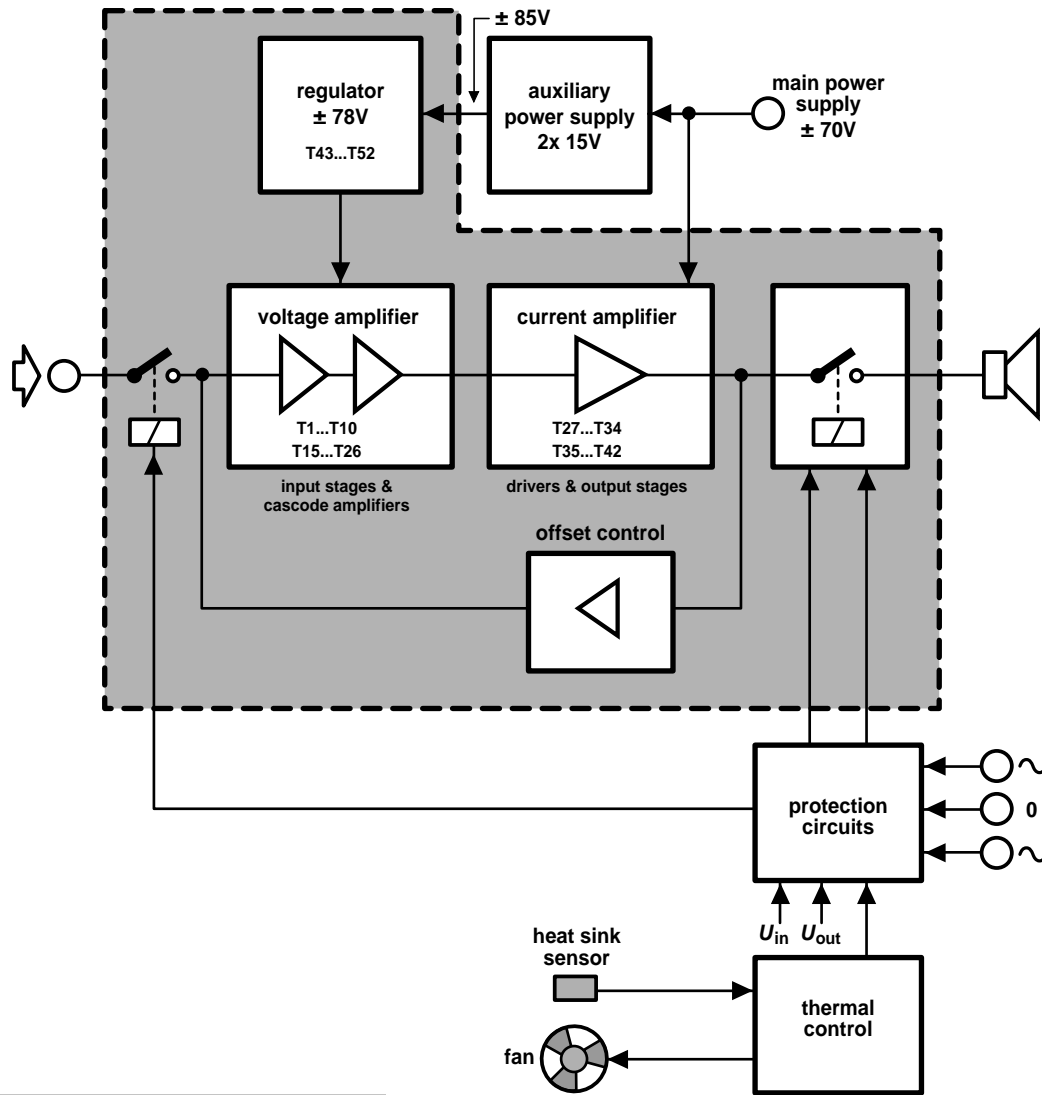 ± 85V
regulator
± 78V
T43...T52
auxiliary
power supply
2x 15V
main power
supply
± 70V
voltage amplifier
T1...T10
T15...T26
input stages &
cascode amplifiers
current amplifier
T27...T34
T35...T42
drivers & output stages
offset control
protection
circuits
∿
0
∿
Uin
Uout
heat sink
sensor
thermal
control
fan